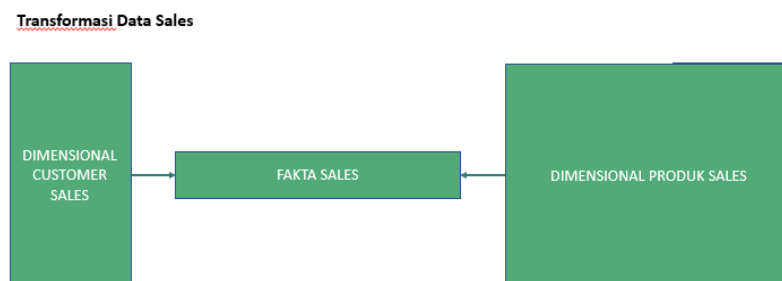 Transformasi Data Sales
DIMENSIONAL
CUSTOMER
SALES
FAKTA SALES
DIMENSIONAL PRODUK SALES